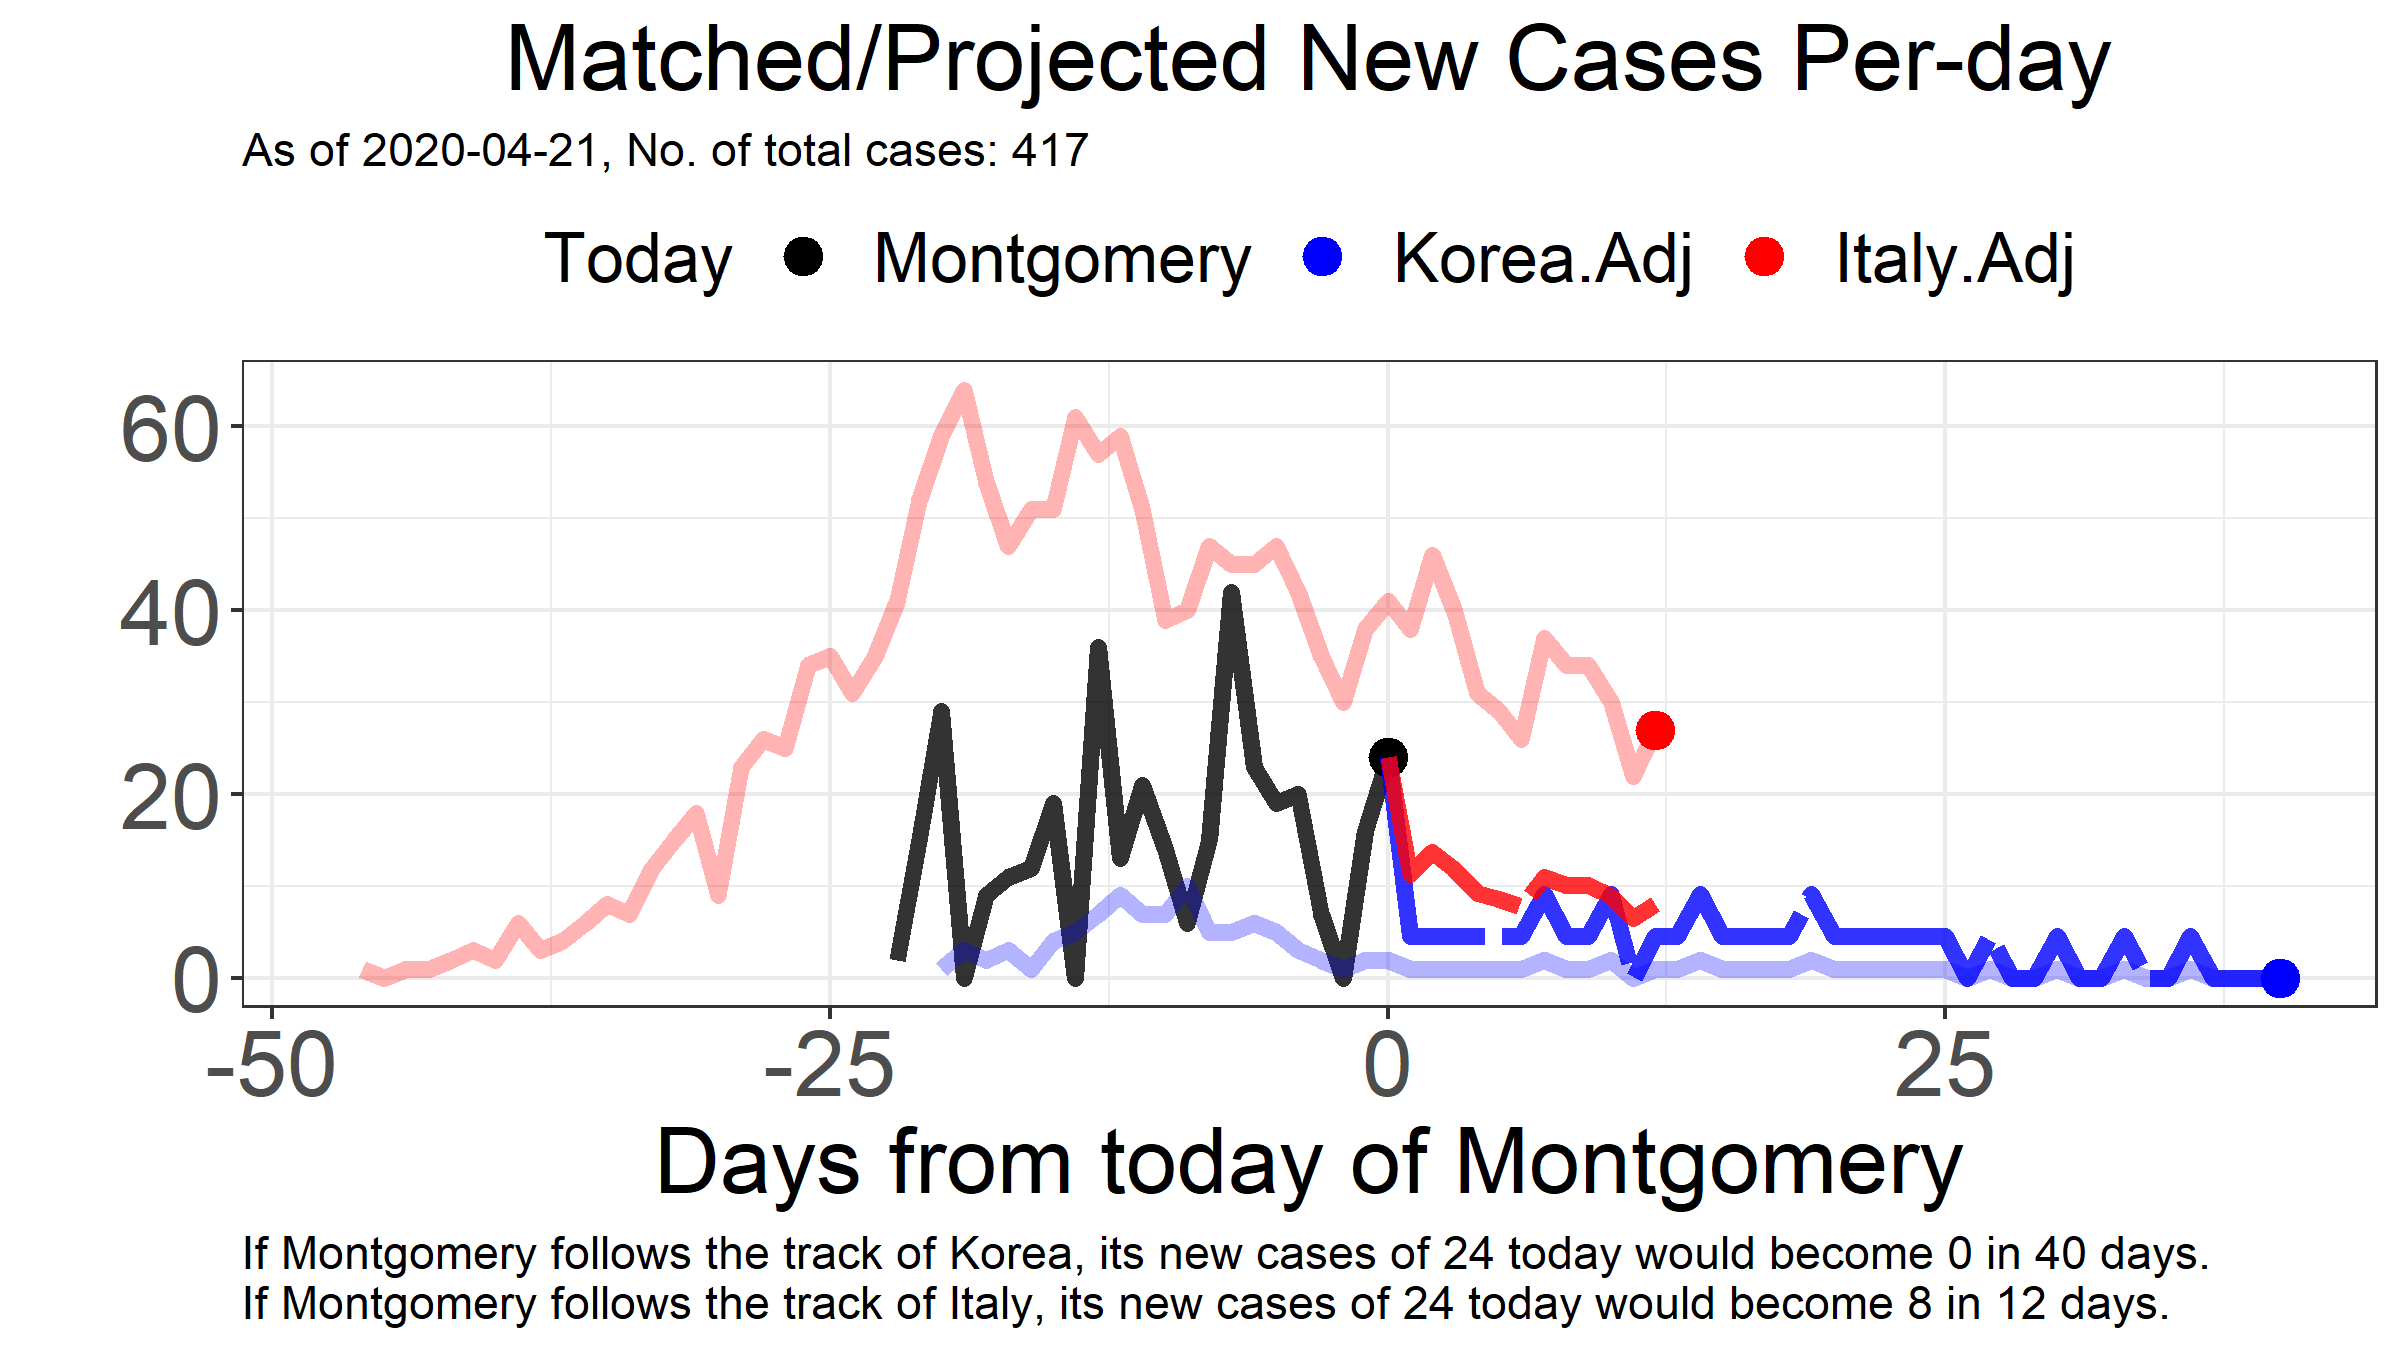 Matched/Projected New Cases Per-day
As of 2020-04-21, No. of total cases: 417
Today Montgomery Korea.Adj Italy.Adj
60
40
20
0
-50 -25 0 25
Days from today of Montgomery
If Montgomery follows the track of Korea, its new cases of 24 today would become 0 in 40 days.
If Montgomery follows the track of Italy, its new cases of 24 today would become 8 in 12 days.